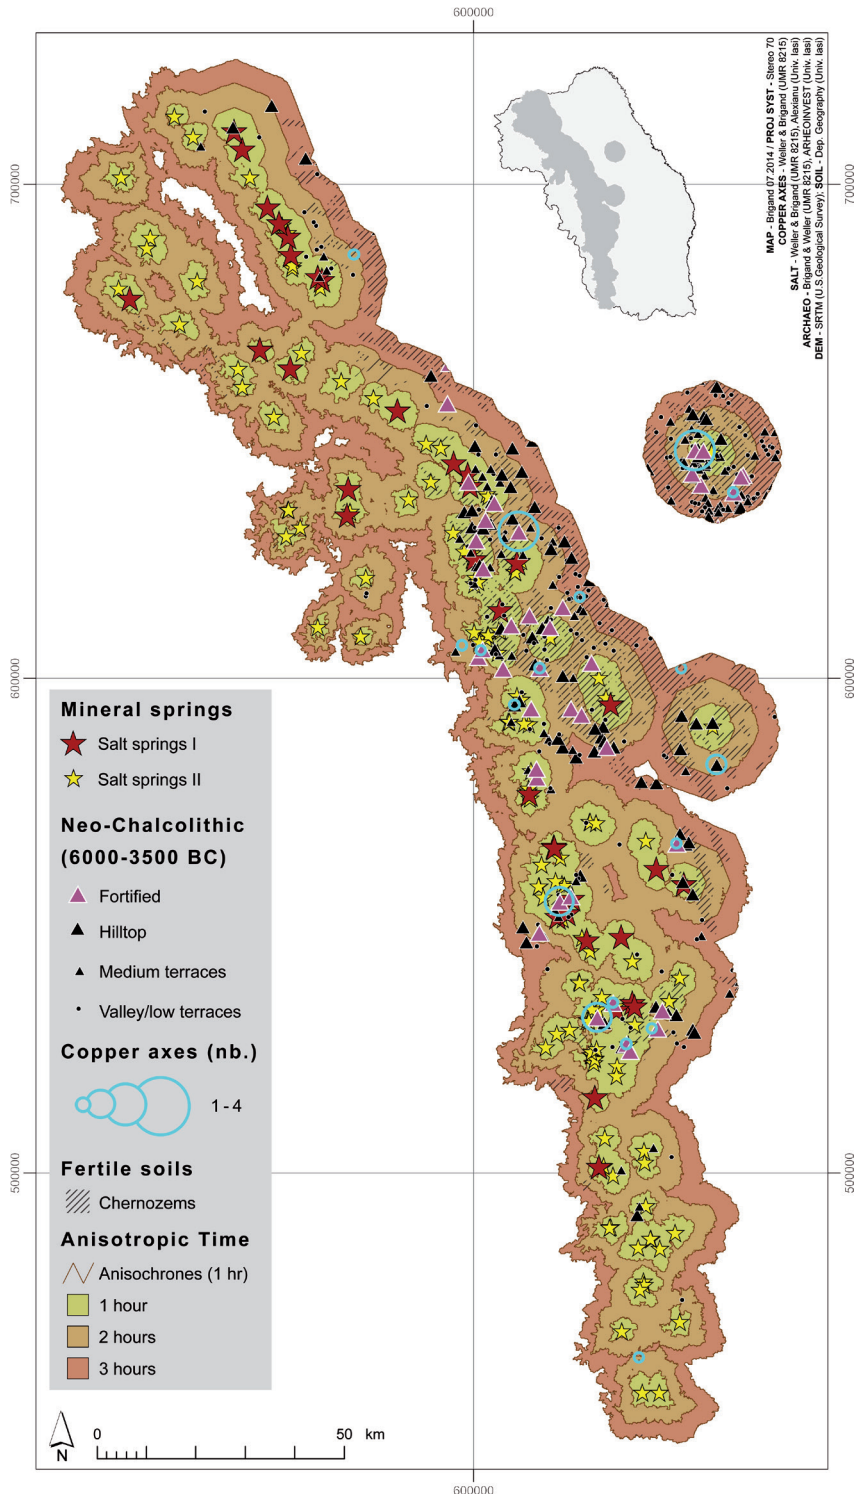 600000
MAP - Brigand 07.2014 / PROJ SYST - Stereo 70
COPPER AXES - Weller & Brigand (UMR 8215)
SALT - Weller & Brigand (UMR 8215), Alexianu (Univ. Iasi)
ARCHAEO - Brigand & Weller (UMR 8215), ARHEOINVEST (Univ. Iasi)
DEM - SRTM (U.S.Geological Survey); SOIL - Dep. Geography (Univ. Iasi)
700000
700000
600000
600000
Mineral springs
Salt springs I
Salt springs II
Neo-Chalcolithic
(6000-3500 BC)
Fortified
Hilltop
Medium terraces
Valley/low terraces
Copper axes (nb.)
1 - 4
Fertile soils
Chernozems
Anisotropic Time
Anisochrones (1 hr)
1 hour
2 hours
3 hours
500000
500000
N
0 50 km
600000